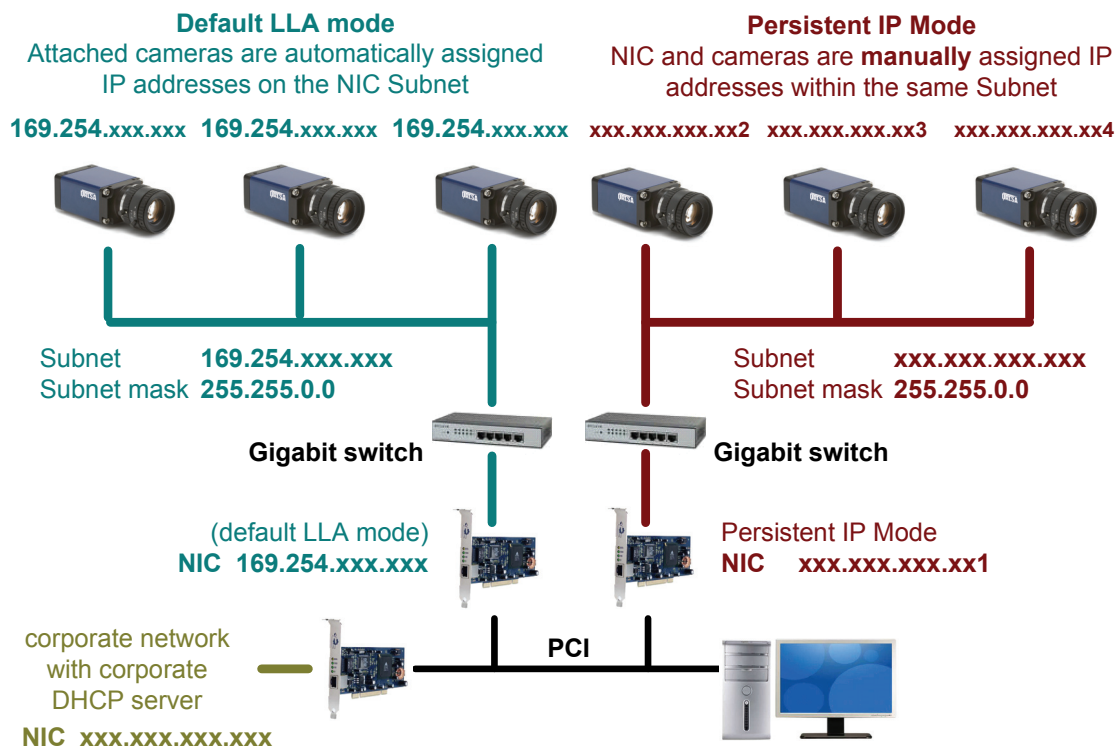 Default LLA mode
Attached cameras are automatically assigned
IP addresses on the NIC Subnet
169.254.xxx.xxx 169.254.xxx.xxx 169.254.xxx.xxx
Persistent IP Mode
NIC and cameras are manually assigned IP
addresses within the same Subnet
xxx.xxx.xxx.xx2 xxx.xxx.xxx.xx3 xxx.xxx.xxx.xx4
Subnet 169.254.xxx.xxx
Subnet mask 255.255.0.0
Subnet xxx.xxx.xxx.xxx
Subnet mask 255.255.0.0
Gigabit switch
Gigabit switch
(default LLA mode)
NIC 169.254.xxx.xxx
Persistent IP Mode
NIC xxx.xxx.xxx.xx1
PCI
corporate network
with corporate
DHCP server
NIC xxx.xxx.xxx.xxx